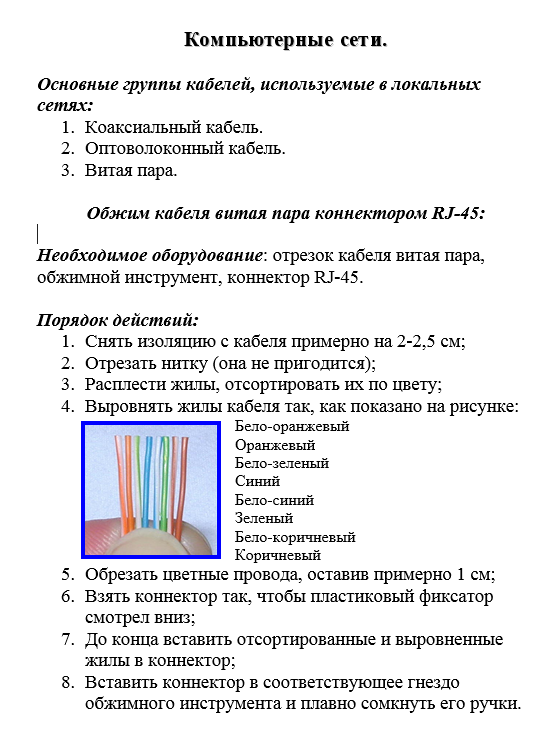 Компьютерные сети.
Основные группы кабелей, используемые в локальных
сетях:
1. Коаксиальный кабель.
2. Оптоволоконный кабель.
3. Витая пара.
Обжим кабеля витая пара коннектором RJ-45:
Необходимое оборудование: отрезок кабеля витая пара,
обжимной инструмент, коннектор RJ-45.
Порядок действий:
1. Снять изоляцию с кабеля примерно на 2-2,5 см;
2. Отрезать нитку (она не пригодится);
3. Расплести жилы, отсортировать их по цвету;
4. Выровнять жилы кабеля так, как показано на рисунке:
Бело-оранжевый
Оранжевый
Бело-зеленый
Синий
Бело-синий
Зеленый
Бело-коричневый
Коричневый
5. Обрезать цветные провода, оставив примерно 1 см;
6. Взять коннектор так, чтобы пластиковый фиксатор
смотрел вниз;
7. До конца вставить отсортированные и выровненные
жилы в коннектор;
8. Вставить коннектор в соответствующее гнездо
обжимного инструмента и плавно сомкнуть его ручки.